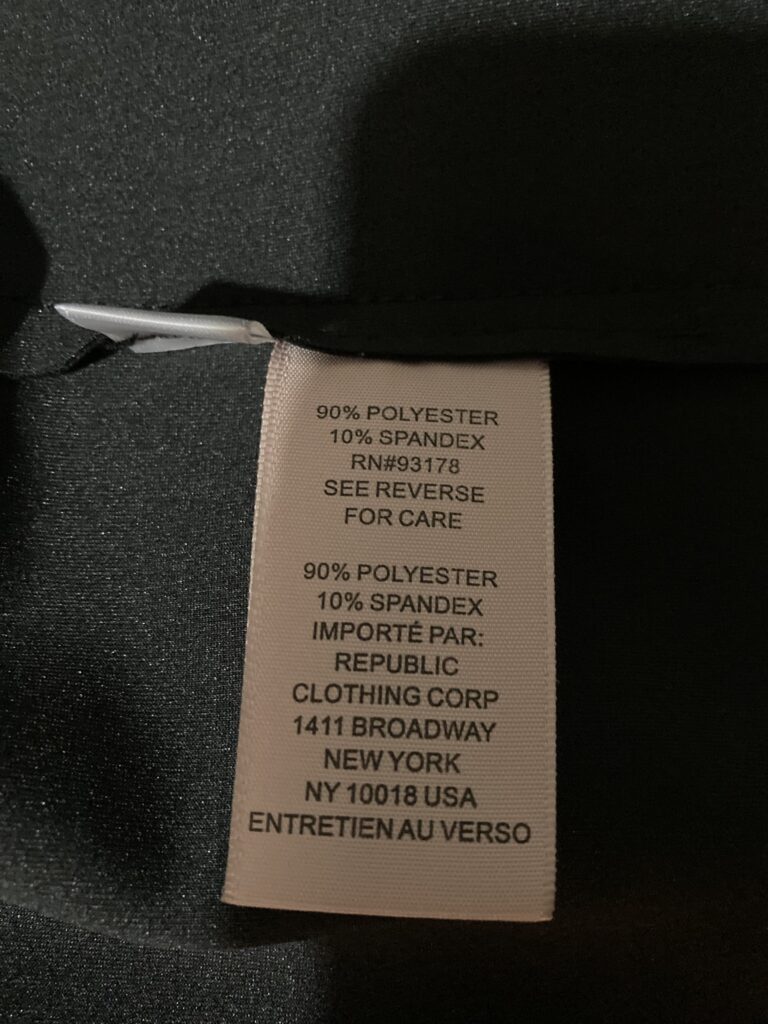 90% POLYESTER
10% SPANDEX
RN#93178
SEE REVERSE
FOR CARE
90% POLYESTER
10% SPANDEX
IMPORTÉ PAR:
REPUBLIC
CLOTHING CORP
1411 BROADWAY
NEW YORK
NY 10018 USA
ENTRETIEN AU VERSO